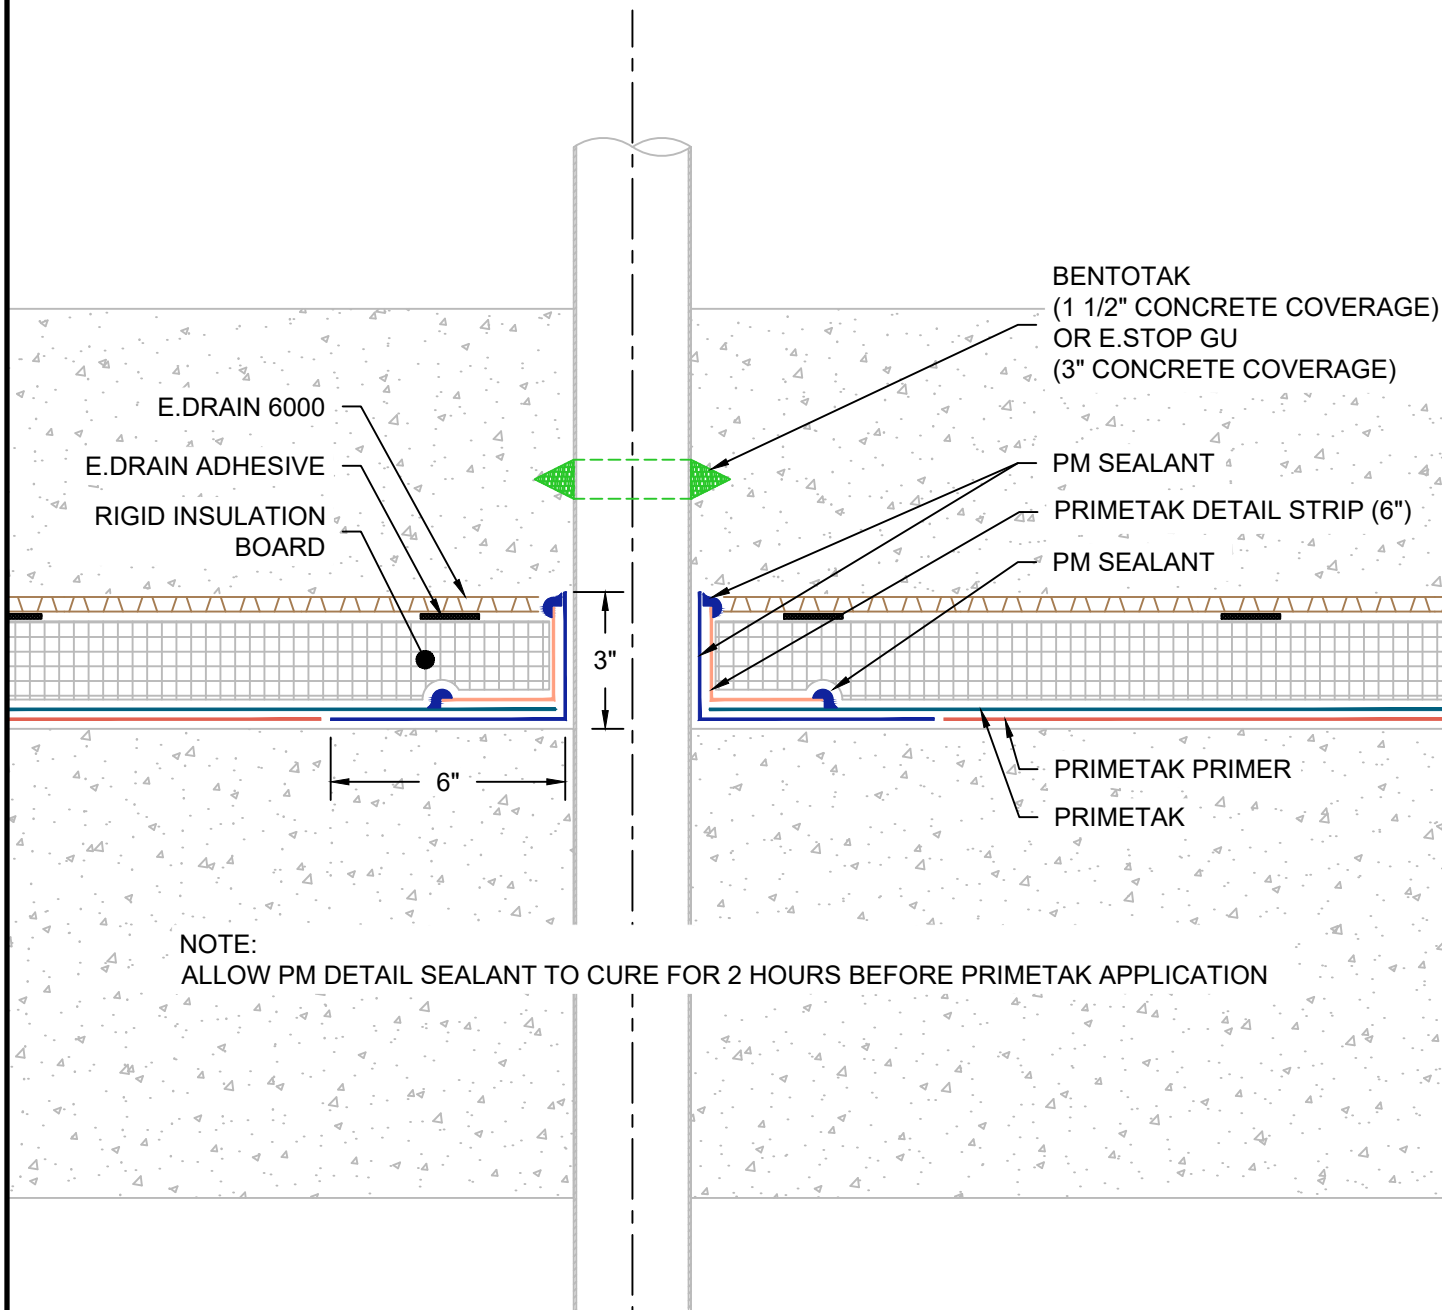 BENTOTAK
(1 1/2" CONCRETE COVERAGE)
OR E.STOP GU
(3" CONCRETE COVERAGE)
E.DRAIN 6000
E.DRAIN ADHESIVE
RIGID INSULATION
BOARD
PM SEALANT
PRIMETAK DETAIL STRIP (6")
PM SEALANT
3"
6"
PRIMETAK PRIMER
PRIMETAK
NOTE:
ALLOW PM DETAIL SEALANT TO CURE FOR 2 HOURS BEFORE PRIMETAK APPLICATION